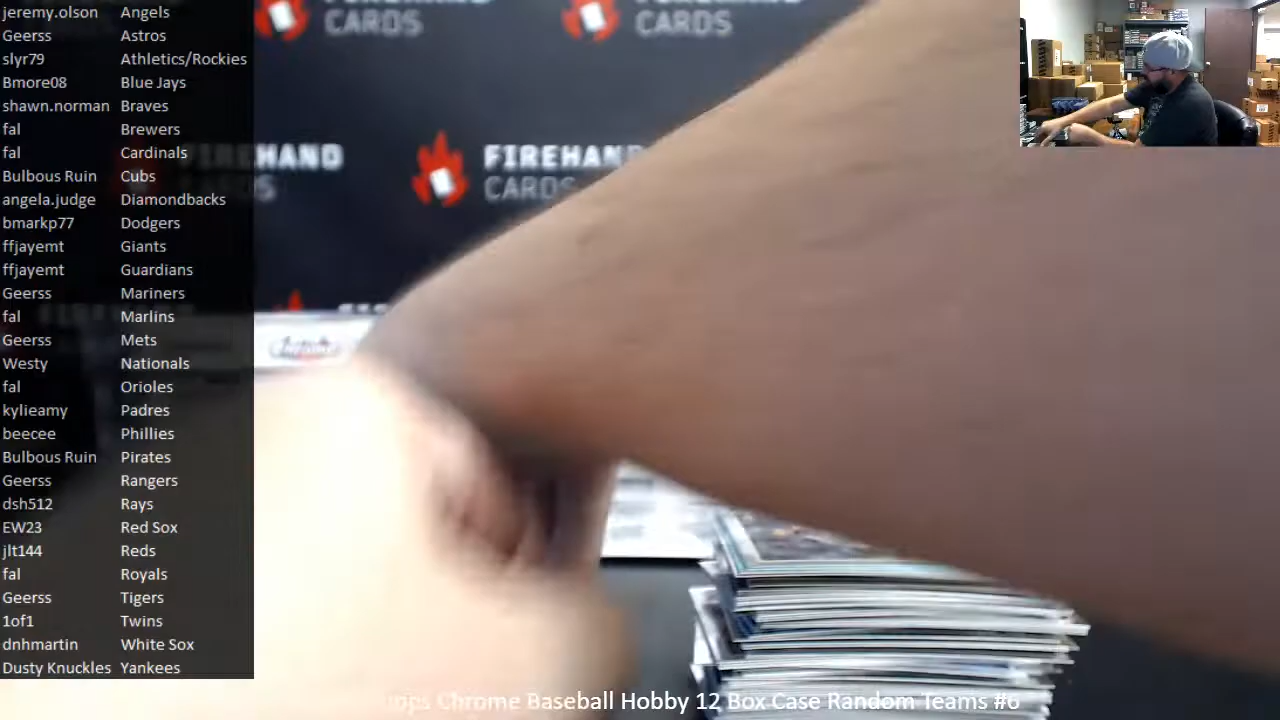 jeremy.olson Angels
Geerss Astros
slyr79 Athletics/Rockies
Bmore08 Blue Jays
shawn.norman Braves
fal Brewers
fal Cardinals
Bulbous Ruin Cubs
angela.judge Diamondbacks
bmarkp77 Dodgers
ffjayemt Giants
ffjayemt Guardians
Geerss Mariners
fal Marlins
Geerss Mets
Westy Nationals
fal Orioles
kylieamy Padres
beecee Phillies
Bulbous Ruin Pirates
Geerss Rangers
dsh512 Rays
EW23 Red Sox
jlt144 Reds
fal Royals
Geerss Tigers
1of1 Twins
dnhmartin White Sox
Dusty Knuckles Yankees
CARDS
CARDS
FIREHAND
FIREHAND
CARDS
Chrome Baseball Hobby 12 Box Case Random Teams #6